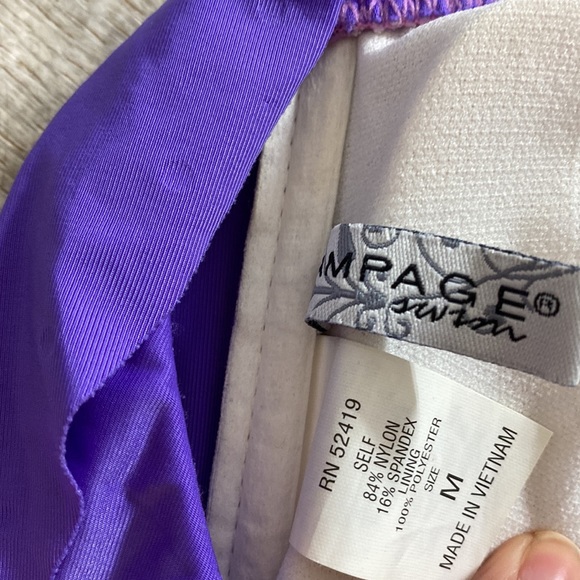 MPAGE®
swim
RN 52419
SELF
84% NYLON
16% SPANDEX
LINING
100% POLYESTER
SIZE
M
MADE IN VIETNAM